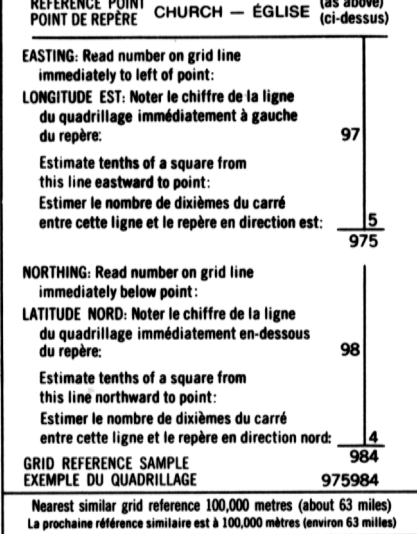 REFERENCE POINT
POINT DE REPÈRE CHURCH — ÉGLISE (as above)
(ci-dessus)
EASTING: Read number on grid line
immediately to left of point:
LONGITUDE EST: Noter le chiffre de la ligne
du quadrillage immédiatement à gauche
du repère: 97
Estimate tenths of a square from
this line eastward to point:
Estimer le nombre de dixièmes du carré
entre cette ligne et le repère en direction est: 5
975
NORTHING: Read number on grid line
immediately below point:
LATITUDE NORD: Noter le chiffre de la ligne
du quadrillage immédiatement en-dessous
du repère: 98
Estimate tenths of a square from
this line northward to point:
Estimer le nombre de dixièmes du carré
entre cette ligne et le repère en direction nord: 4
GRID REFERENCE SAMPLE 984
EXEMPLE DU QUADRILLAGE 975984
Nearest similar grid reference 100,000 metres (about 63 miles)
La prochaine référence similaire est à 100,000 mètres (environ 63 milles)